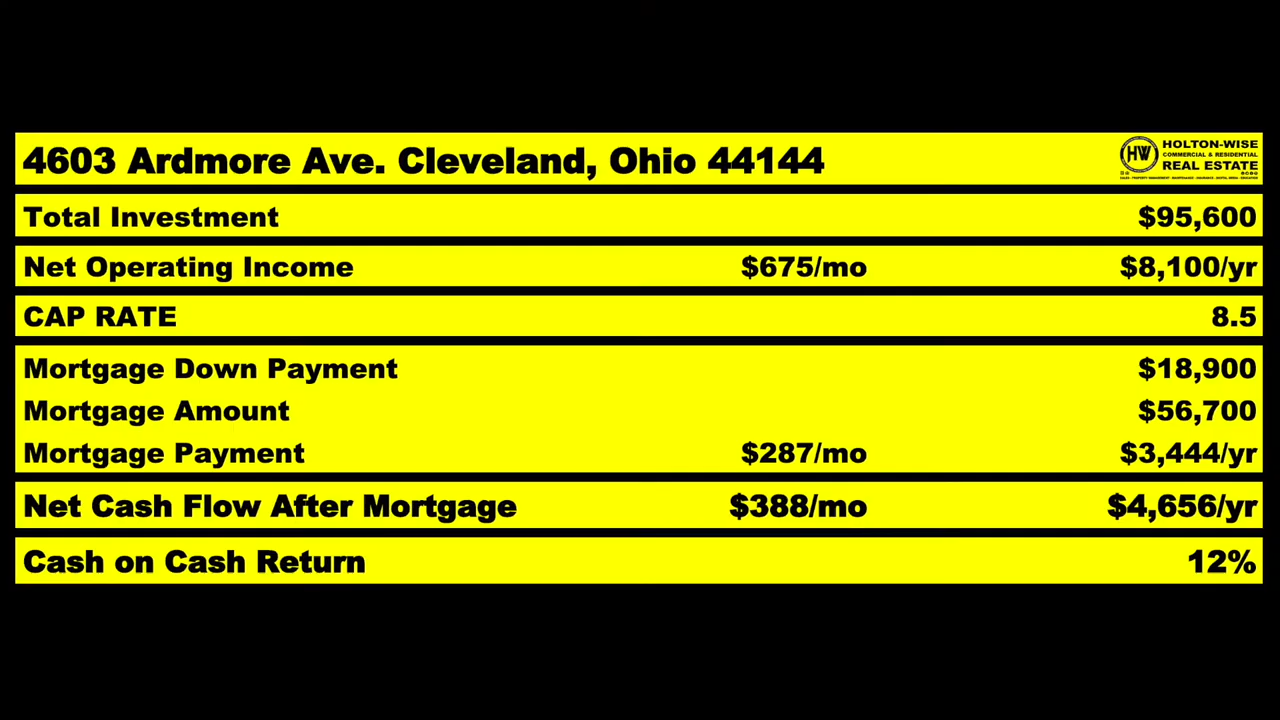 4603 Ardmore Ave. Cleveland, Ohio 44144
HW
HOLTON-WISE
COMMERCIAL & RESIDENTIAL
REAL ESTATE
Total Investment $95,600
Net Operating Income $675/mo $8,100/yr
CAP RATE 8.5
Mortgage Down Payment $18,900
Mortgage Amount $56,700
Mortgage Payment $287/mo $3,444/yr
Net Cash Flow After Mortgage $388/mo $4,656/yr
Cash on Cash Return 12%